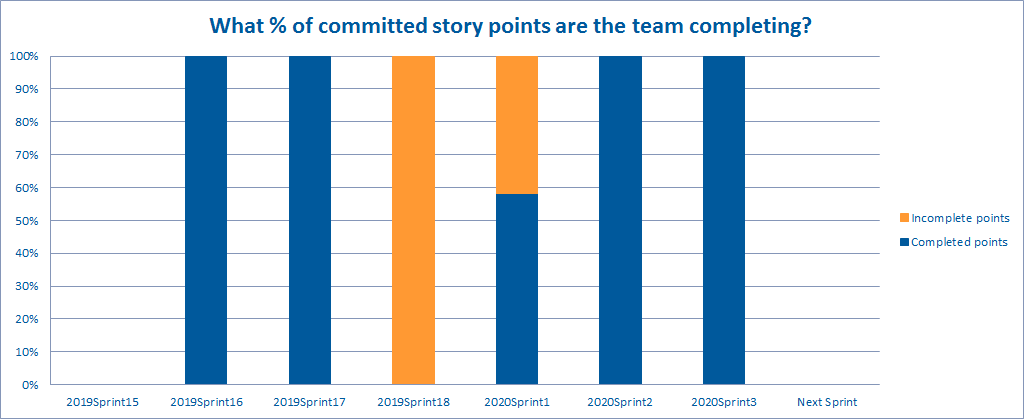 What % of committed story points are the team completing?
100%
90%
80%
70%
60%
50%
40%
30%
20%
10%
0%
2019Sprint15 2019Sprint16 2019Sprint17 2019Sprint18 2020Sprint1 2020Sprint2 2020Sprint3 Next Sprint
Incomplete points
Completed points